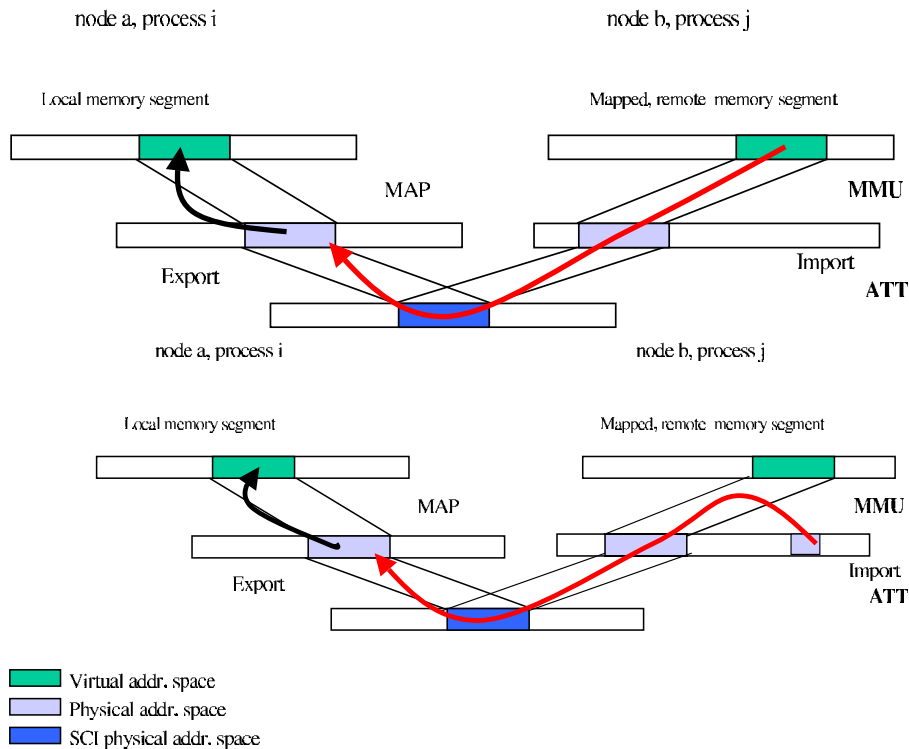 node a, process i
node b, process j
Local memory segment
Mapped, remote memory segment
MAP
MMU
Export
Import
ATT
node a, process i
node b, process j
Local memory segment
Mapped, remote memory segment
MAP
MMU
Export
Import
ATT
Virtual addr. space
Physical addr. space
SCI physical addr. space